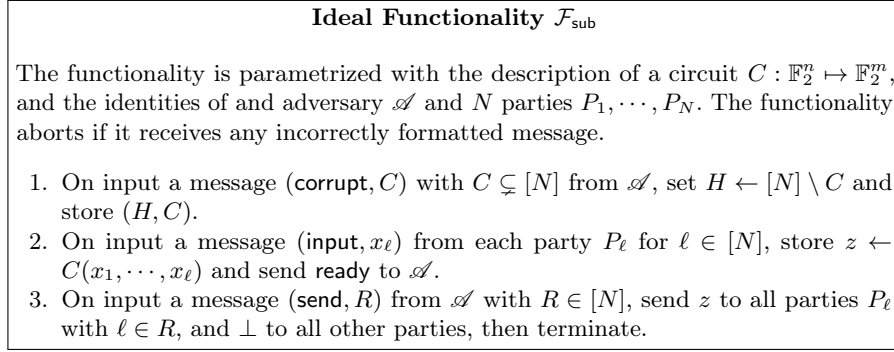 Ideal Functionality ℱ_sub
The functionality is parametrized with the description of a circuit C : 𝔽₂ⁿ ↦ 𝔽₂ᵐ,
and the identities of and adversary 𝒜 and N parties P₁, ⋯ , P_N. The functionality
aborts if it receives any incorrectly formatted message.
1. On input a message (corrupt, C) with C ⊊ [N] from 𝒜, set H ← [N] \ C and
store (H, C).
2. On input a message (input, x_ℓ) from each party P_ℓ for ℓ ∈ [N], store z ←
C(x₁, ⋯ , x_ℓ) and send ready to 𝒜.
3. On input a message (send, R) from 𝒜 with R ∈ [N], send z to all parties P_ℓ
with ℓ ∈ R, and ⊥ to all other parties, then terminate.